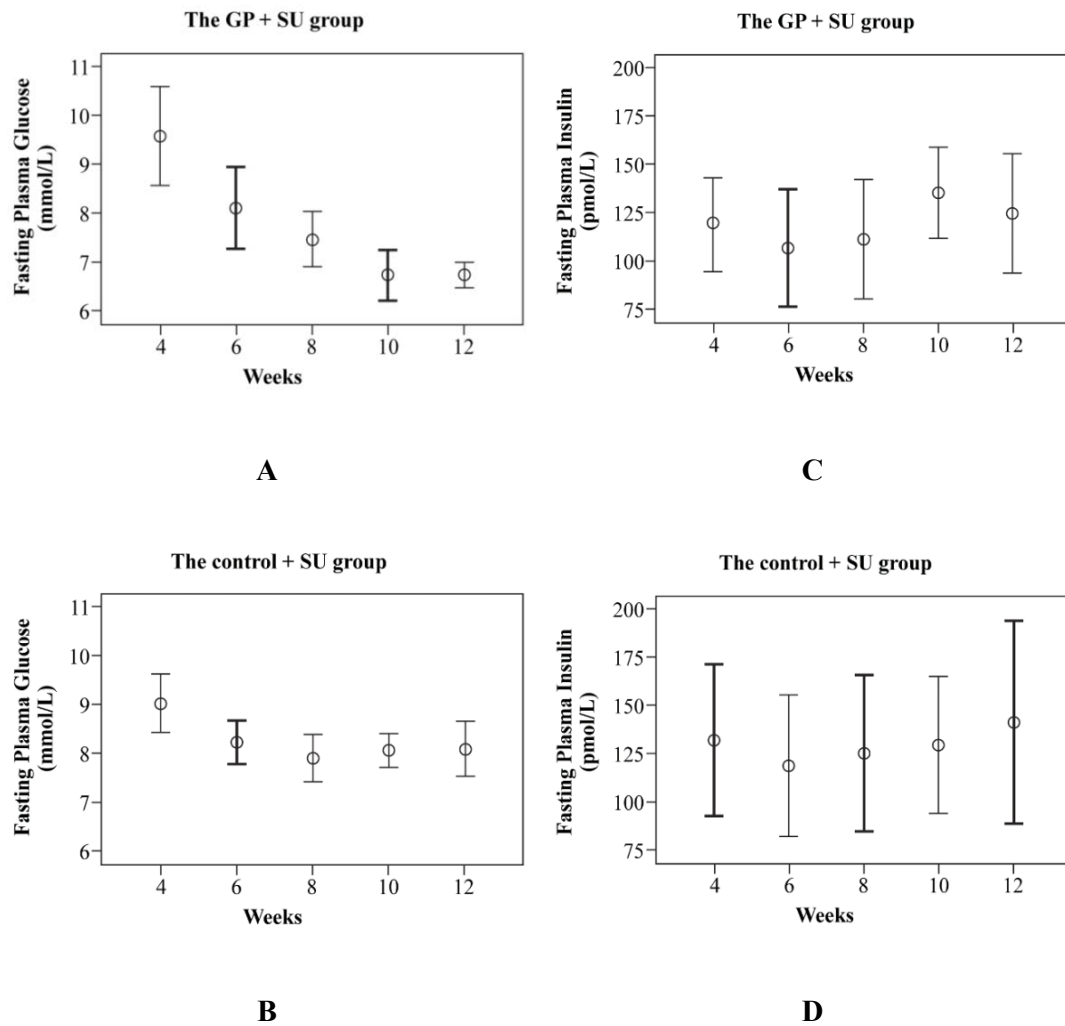 The GP + SU group
Fasting Plasma Glucose
(mmol/L)
11
10
9
8
7
6
4 6 8 10 12
Weeks
A
The GP + SU group
Fasting Plasma Insulin
(pmol/L)
200
175
150
125
100
75
4 6 8 10 12
Weeks
C
The control + SU group
Fasting Plasma Glucose
(mmol/L)
11
10
9
8
7
6
4 6 8 10 12
Weeks
B
The control + SU group
Fasting Plasma Insulin
(pmol/L)
200
175
150
125
100
75
4 6 8 10 12
Weeks
D